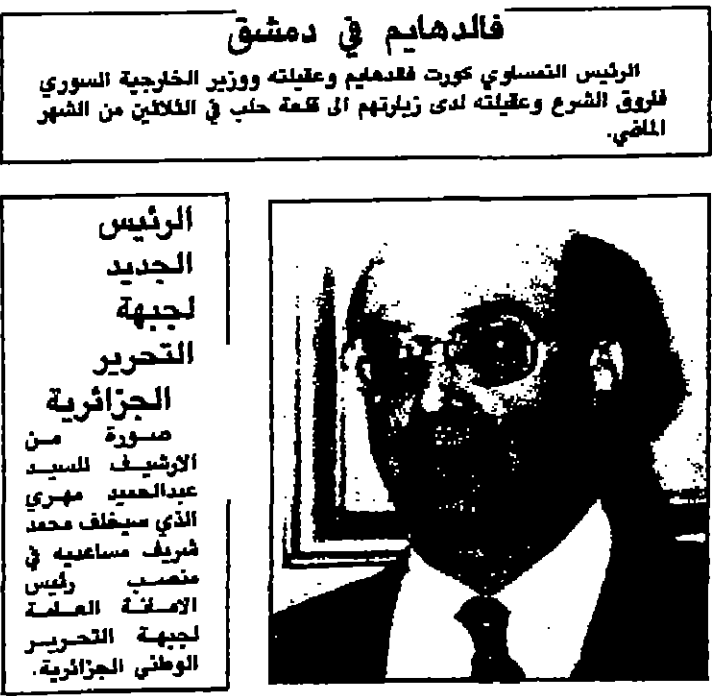 فالدهايم في دمشق
الرئيس النمساوي كورت فالدهايم وعقيلته ووزير الخارجية السوري
فاروق الشرع وعقيلته لدى زيارتهم الى قلعة حلب في الثلاثين من الشهر
الماضي.
الرئيس
الجديد
لجبهة
التحرير
الجزائرية
صورة من
الارشيف للسيد
عبدالحميد مهري
الذي سيخلف محمد
شريف مساعديه في
منصب رئيس
الامانة العامة
لجبهة التحرير
الوطني الجزائرية.